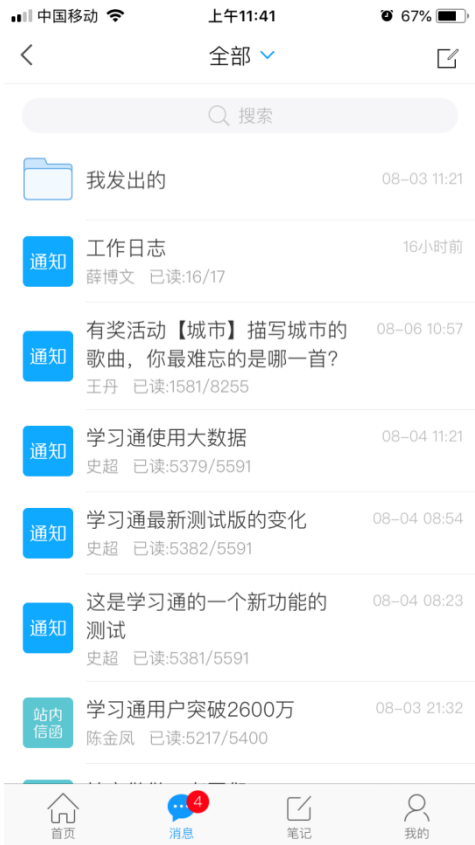 中国移动
上午11:41
67%
全部
搜索
我发出的
08-03 11:21
通知
工作日志
16小时前
薛博文 已读:16/17
通知
有奖活动【城市】描写城市的
歌曲，你最难忘的是哪一首?
08-06 10:57
王丹 已读:1581/8255
通知
学习通使用大数据
08-04 11:21
史超 已读:5379/5591
通知
学习通最新测试版的变化
08-04 08:54
史超 已读:5382/5591
通知
这是学习通的一个新功能的
测试
08-04 08:23
史超 已读:5381/5591
站内
信函
学习通用户突破2600万
08-03 21:32
陈金凤 已读:5217/5400
4
首页
消息
笔记
我的